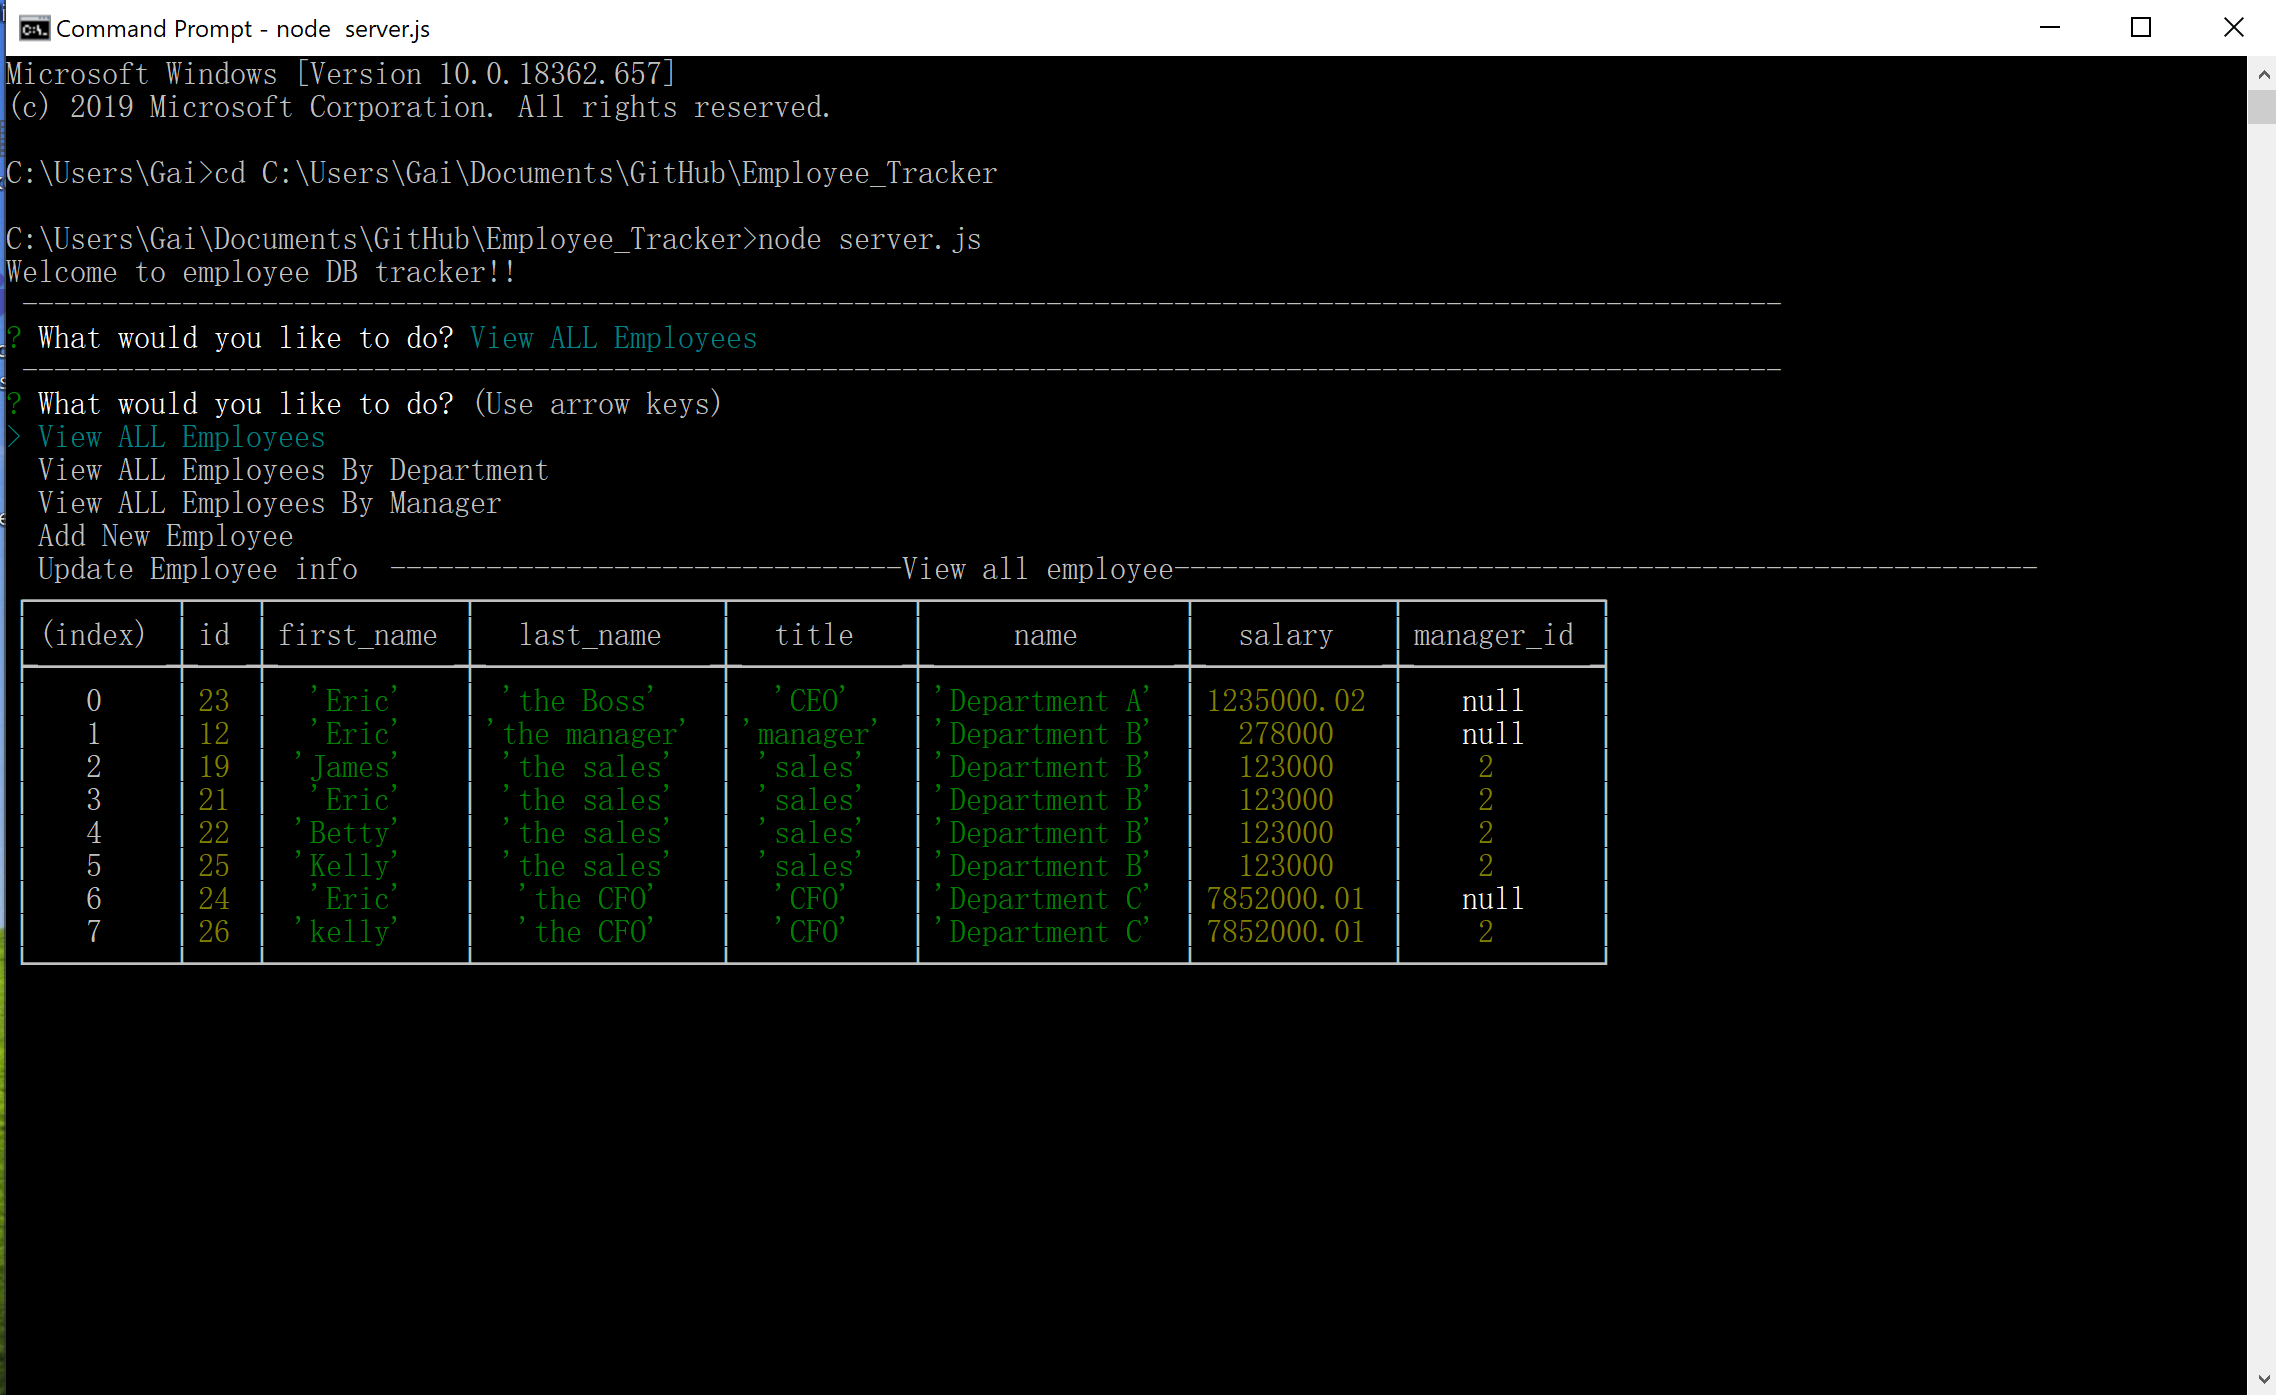 Command Prompt - node  server.js
Microsoft Windows [Version 10.0.18362.657]
(c) 2019 Microsoft Corporation. All rights reserved.
C:\Users\Gai>cd C:\Users\Gai\Documents\GitHub\Employee_Tracker
C:\Users\Gai\Documents\GitHub\Employee_Tracker>node server.js
Welcome to employee DB tracker!!
--------------------------------------------------------------------------------------------------------------
? What would you like to do? View ALL Employees
--------------------------------------------------------------------------------------------------------------
? What would you like to do? (Use arrow keys)
> View ALL Employees
View ALL Employees By Department
View ALL Employees By Manager
Add New Employee
Update Employee info  --------------------------------View all employee------------------------------------------------------
(index) id first_name last_name title name salary manager_id
0 23 'Eric' 'the Boss' 'CEO' 'Department A' 1235000.02 null
1 12 'Eric' 'the manager' 'manager' 'Department B' 278000 null
2 19 'James' 'the sales' 'sales' 'Department B' 123000 2
3 21 'Eric' 'the sales' 'sales' 'Department B' 123000 2
4 22 'Betty' 'the sales' 'sales' 'Department B' 123000 2
5 25 'Kelly' 'the sales' 'sales' 'Department B' 123000 2
6 24 'Eric' 'the CFO' 'CFO' 'Department C' 7852000.01 null
7 26 'kelly' 'the CFO' 'CFO' 'Department C' 7852000.01 2